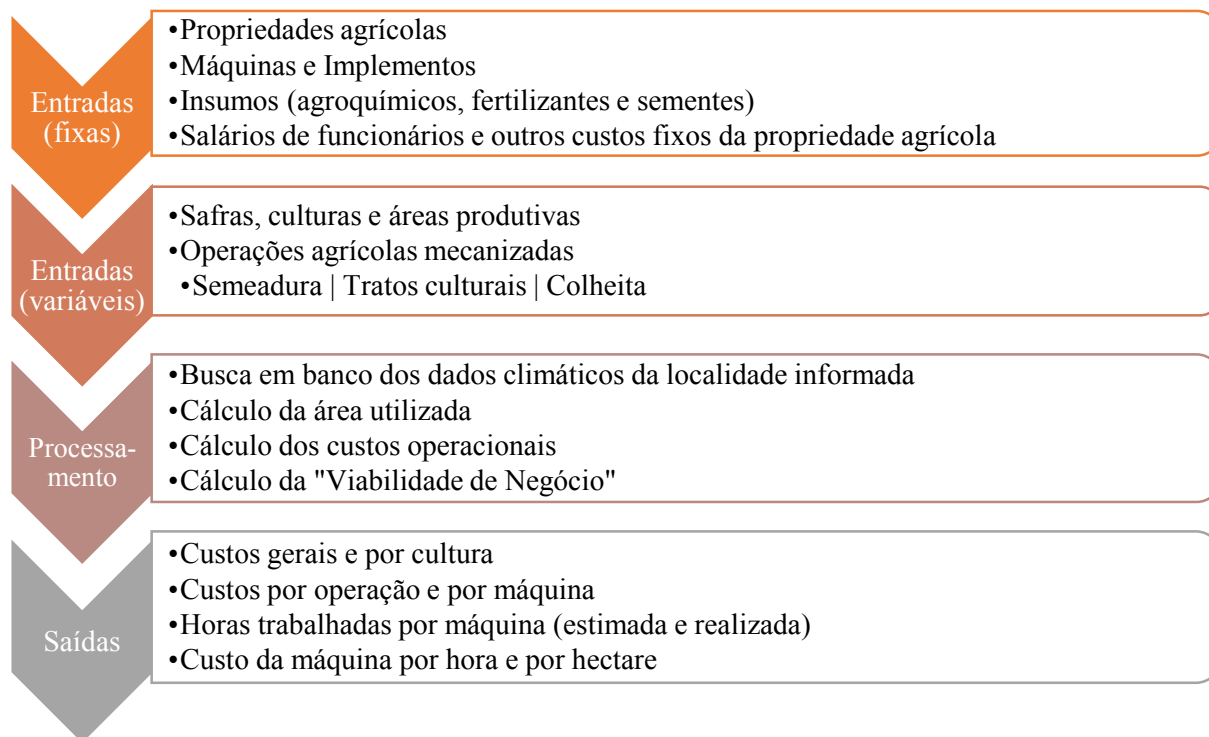 Entradas
(fixas)
•Propriedades agrícolas
•Máquinas e Implementos
•Insumos (agroquímicos, fertilizantes e sementes)
•Salários de funcionários e outros custos fixos da propriedade agrícola
Entradas
(variáveis)
•Safras, culturas e áreas produtivas
•Operações agrícolas mecanizadas
•Semeadura | Tratos culturais | Colheita
Processa-
mento
•Busca em banco dos dados climáticos da localidade informada
•Cálculo da área utilizada
•Cálculo dos custos operacionais
•Cálculo da "Viabilidade de Negócio"
Saídas
•Custos gerais e por cultura
•Custos por operação e por máquina
•Horas trabalhadas por máquina (estimada e realizada)
•Custo da máquina por hora e por hectare